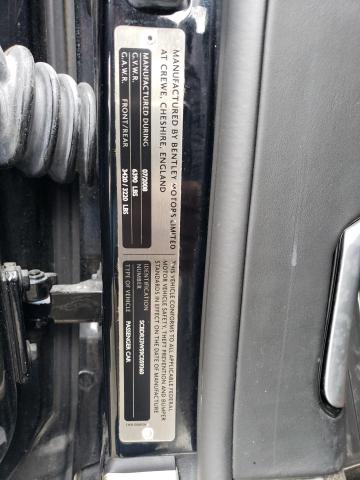 MANUFACTURED BY BENTLEY MOTORS LIMITED
AT CREWE, CHESHIRE, ENGLAND
MANUFACTURED DURING 07/2008
G.V.W.R. 6390 LBS
G.A.W.R. FRONT/REAR 3420 / 3220 LBS
THIS VEHICLE CONFORMS TO ALL APPLICABLE FEDERAL
MOTOR VEHICLE SAFETY, THEFT PREVENTION AND BUMPER
STANDARDS IN EFFECT ON THE DATE OF MANUFACTURE
IDENTIFICATION
NUMBER
TYPE OF VEHICLE PASSENGER CAR